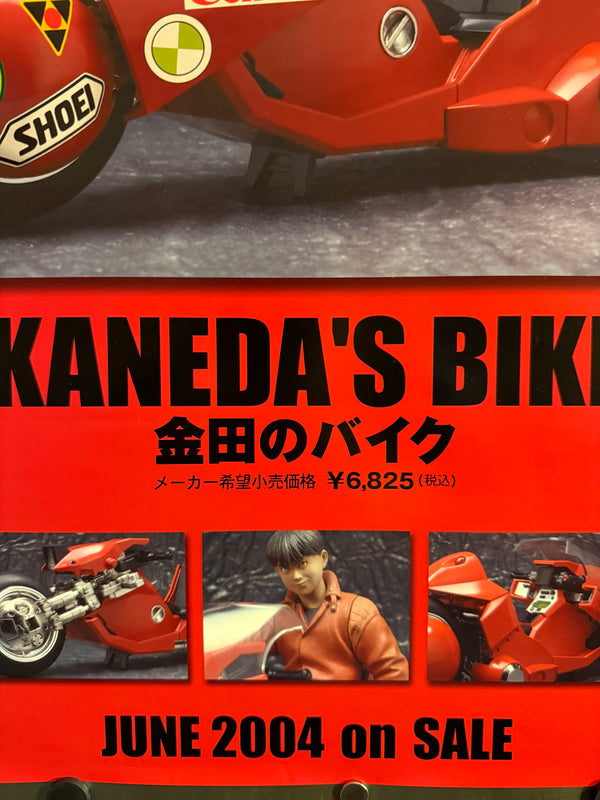 SHOEI
KANEDA'S BIKE
金田のバイク
メーカー希望小売価格 ¥6,825(税込)
JUNE 2004 on SALE